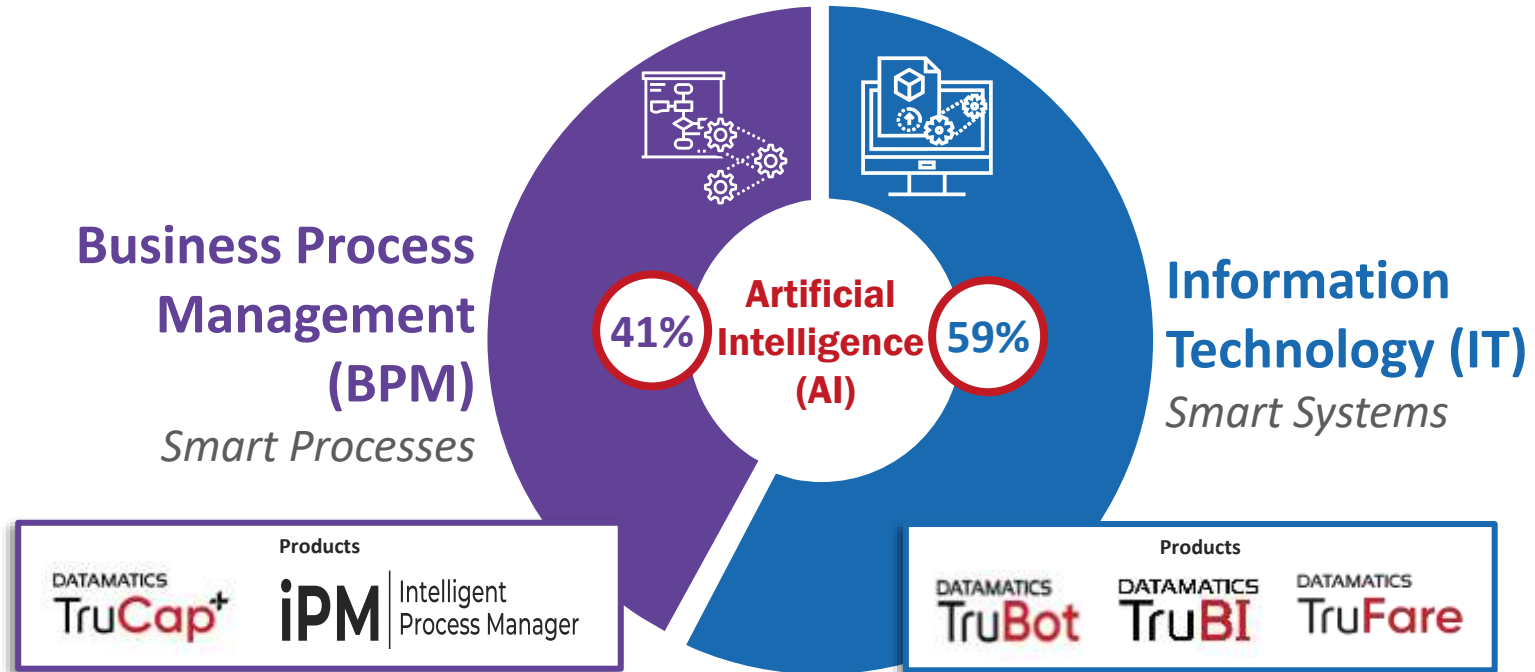 Business Process
Management
(BPM)
Smart Processes
41%
Artificial
Intelligence
(AI)
59%
Information
Technology (IT)
Smart Systems
Products
DATAMATICS
TruCap+
iPM
Intelligent
Process Manager
Products
DATAMATICS
TruBot
DATAMATICS
TruBI
DATAMATICS
TruFare